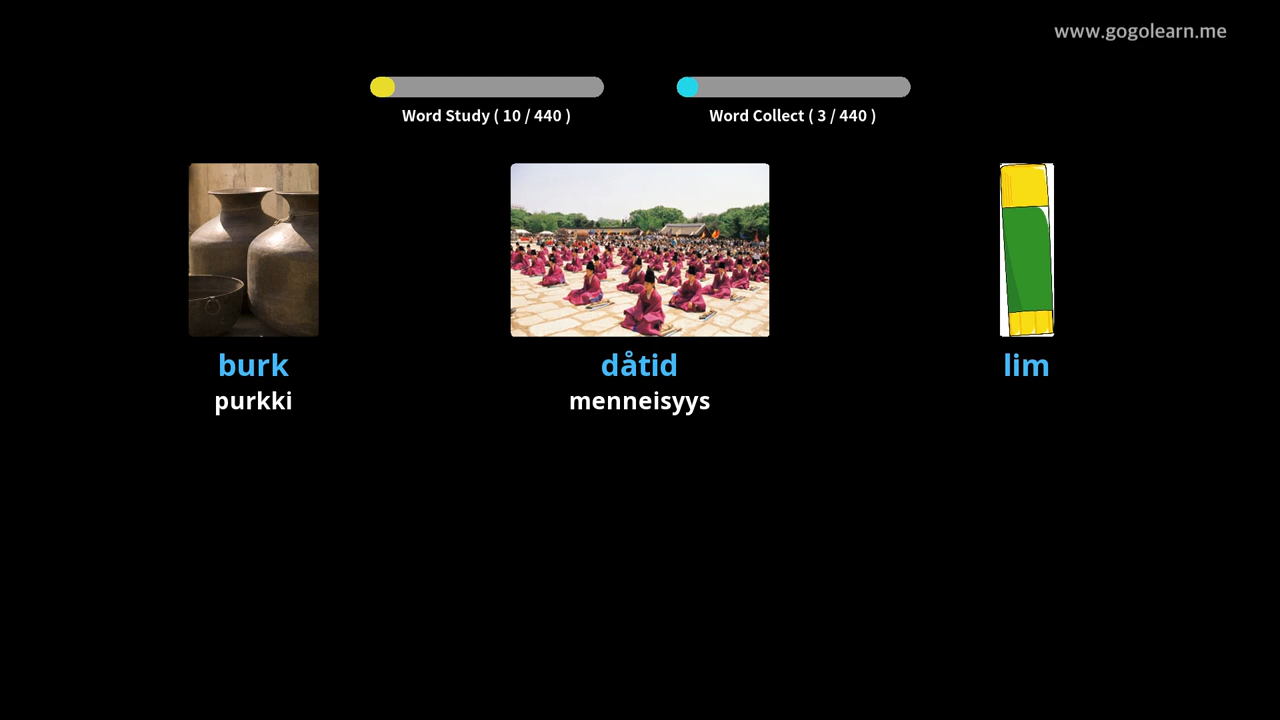 www.gogolearn.me
Word Study ( 10 / 440 )
Word Collect ( 3 / 440 )
burk
dåtid
lim
purkki
menneisyys